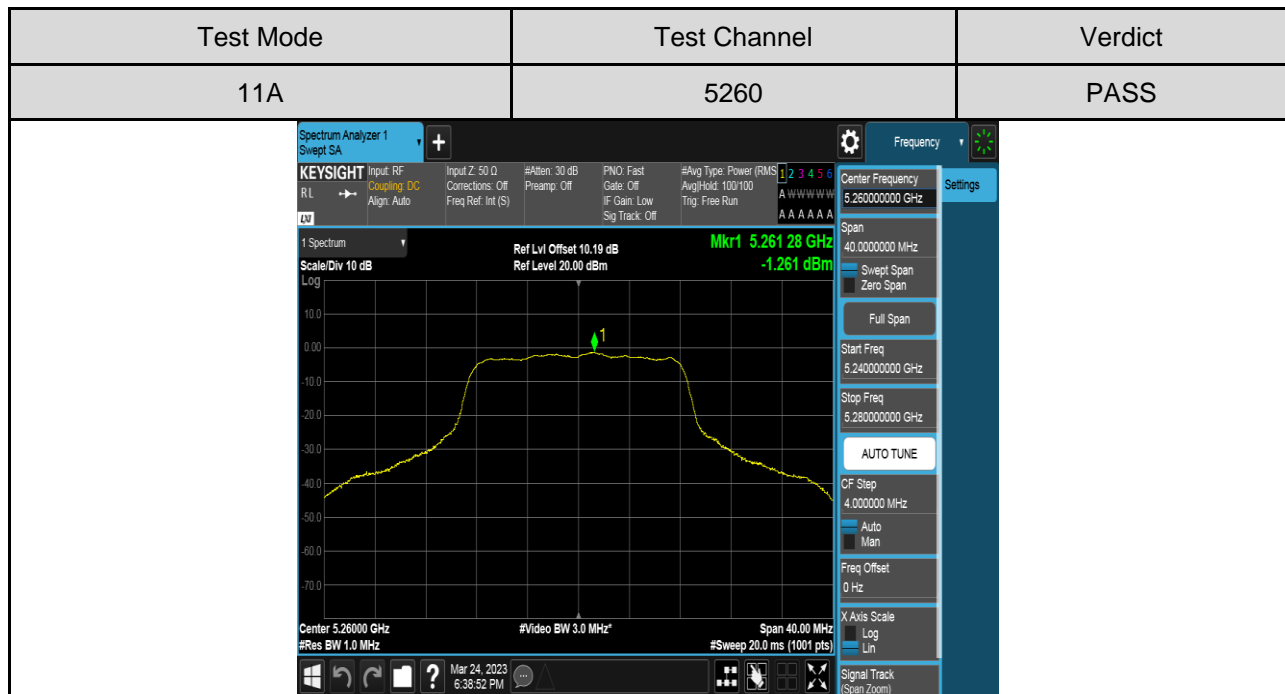 Test Mode Test Channel Verdict
11A 5260 PASS
Spectrum Analyzer 1
Swept SA
+
Frequency
KEYSIGHT Input: RF Input Z: 50 Ω #Atten: 30 dB PNO: Fast #Avg Type: Power (RMS 1 2 3 4 5 6
RL Coupling: DC Corrections: Off Preamp: Off Gate: Off Avg|Hold: 100/100 A W W W W W
Align: Auto Freq Ref: Int (S) IF Gain: Low Trig: Free Run
LXI Sig Track: Off A A A A A A
1 Spectrum Ref Lvl Offset 10.19 dB Mkr1 5.261 28 GHz
Scale/Div 10 dB Ref Level 20.00 dBm -1.261 dBm
Log
10.0
1
0.00
-10.0
-20.0
-30.0
-40.0
-50.0
-60.0
-70.0
Center 5.26000 GHz #Video BW 3.0 MHz* Span 40.00 MHz
#Res BW 1.0 MHz #Sweep 20.0 ms (1001 pts)
? Mar 24, 2023
6:38:52 PM
Center Frequency
5.260000000 GHz
Settings
Span
40.0000000 MHz
Swept Span
Zero Span
Full Span
Start Freq
5.240000000 GHz
Stop Freq
5.280000000 GHz
AUTO TUNE
CF Step
4.000000 MHz
Auto
Man
Freq Offset
0 Hz
X Axis Scale
Log
Lin
Signal Track
(Span Zoom)